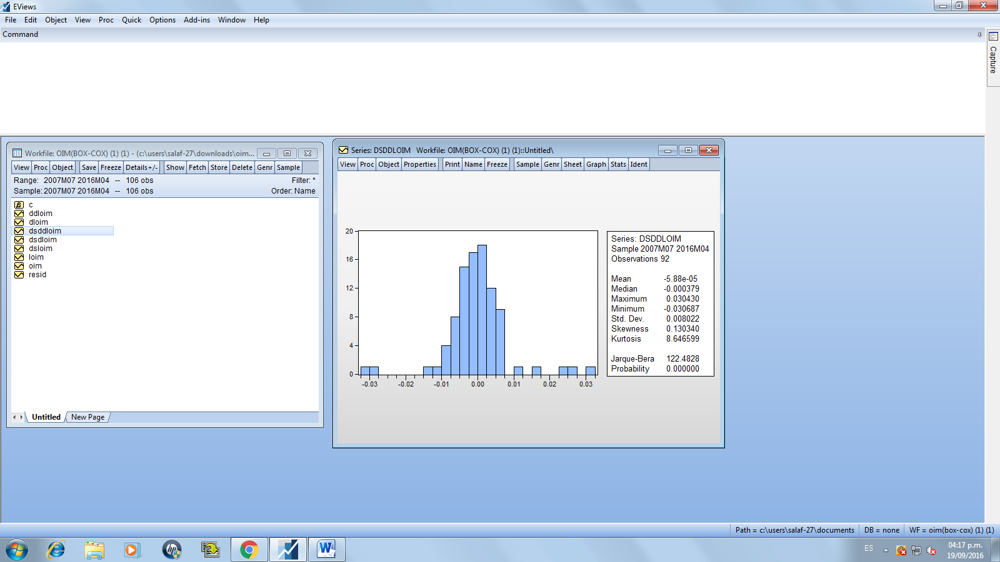 EViews
File Edit Object View Proc Quick Options Add-ins Window Help
Command
Capture
Workfile: OIM(BOX-COX) (1) (1) - (c:\users\salaf-27\downloads\oim...
View Proc Object Save Freeze Details+/- Show Fetch Store Delete Genr Sample
Range: 2007M07 2016M04 -- 106 obs Filter: *
Sample: 2007M07 2016M04 -- 106 obs Order: Name
β c
ddloim
dloim
dsddloim
dsdloim
dsloim
loim
oim
resid
Untitled New Page
Series: DSDDLOIM Workfile: OIM(BOX-COX) (1) (1)::Untitled\
View Proc Object Properties Print Name Freeze Sample Genr Sheet Graph Stats Ident
20
16
12
8
4
0
-0.03 -0.02 -0.01 0.00 0.01 0.02 0.03
Series: DSDDLOIM
Sample 2007M07 2016M04
Observations 92
Mean -5.88e-05
Median -0.000379
Maximum 0.030430
Minimum -0.030687
Std. Dev. 0.008022
Skewness 0.130340
Kurtosis 8.646599
Jarque-Bera 122.4828
Probability 0.000000
Path = c:\users\salaf-27\documents DB = none WF = oim(box-cox) (1) (1)
hp
W
ES
04:17 p.m.
19/09/2016